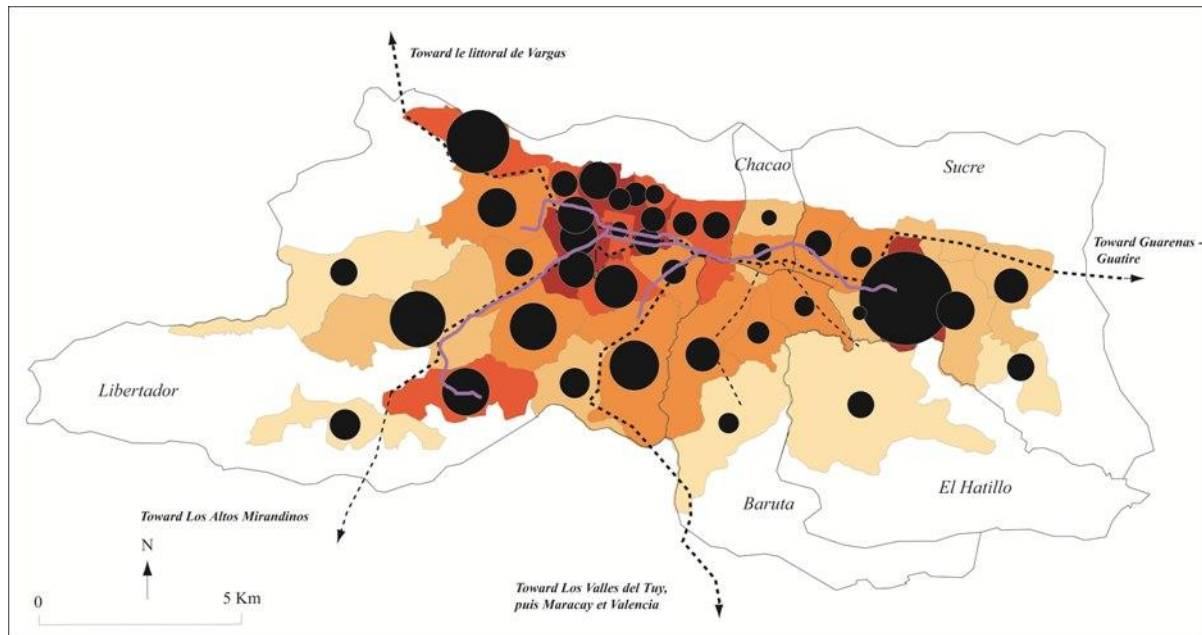 Toward le littoral de Vargas
Chacao
Sucre
Toward Guarenas -
Guatire
Libertador
El Hatillo
Baruta
Toward Los Altos Mirandinos
N
0 5 Km
Toward Los Valles del Tuy,
puis Maracay et Valencia